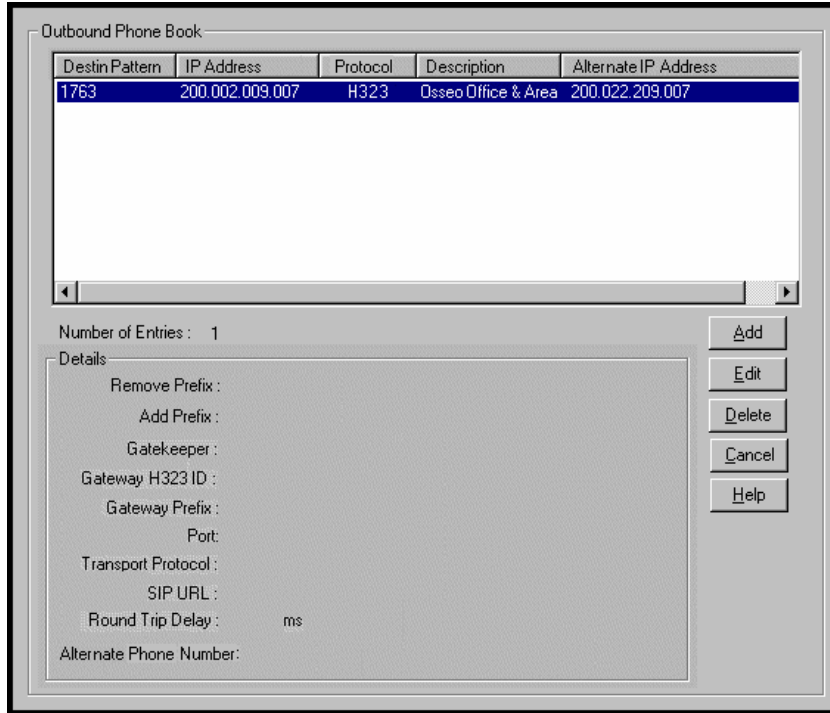 Outbound Phone Book
Destin Pattern IP Address Protocol Description Alternate IP Address
1763 200.002.009.007 H323 Osseo Office & Area 200.022.209.007
Number of Entries : 1
Add
Details
Edit
Remove Prefix :
Add Prefix :
Delete
Gatekeeper :
Cancel
Gateway H323 ID :
Help
Gateway Prefix :
Port:
Transport Protocol :
SIP URL :
Round Trip Delay : ms
Alternate Phone Number: